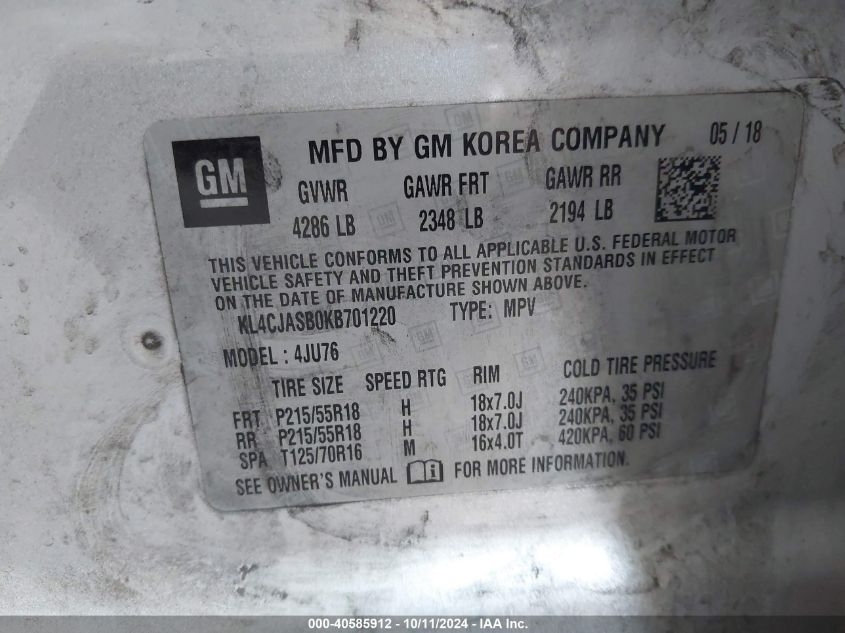 GM
MFD BY GM KOREA COMPANY 05 / 18
GVWR GAWR FRT GAWR RR
4286 LB 2348 LB 2194 LB
THIS VEHICLE CONFORMS TO ALL APPLICABLE U.S. FEDERAL MOTOR
VEHICLE SAFETY AND THEFT PREVENTION STANDARDS IN EFFECT
ON THE DATE OF MANUFACTURE SHOWN ABOVE.
KL4CJASB0KB701220 TYPE: MPV
MODEL : 4JU76
TIRE SIZE SPEED RTG RIM COLD TIRE PRESSURE
FRT P215/55R18 H 18x7.0J 240KPA, 35 PSI
RR P215/55R18 H 18x7.0J 240KPA, 35 PSI
SPA T125/70R16 M 16x4.0T 420KPA, 60 PSI
SEE OWNER'S MANUAL FOR MORE INFORMATION.
000-40585912 - 10/11/2024 - IAA Inc.